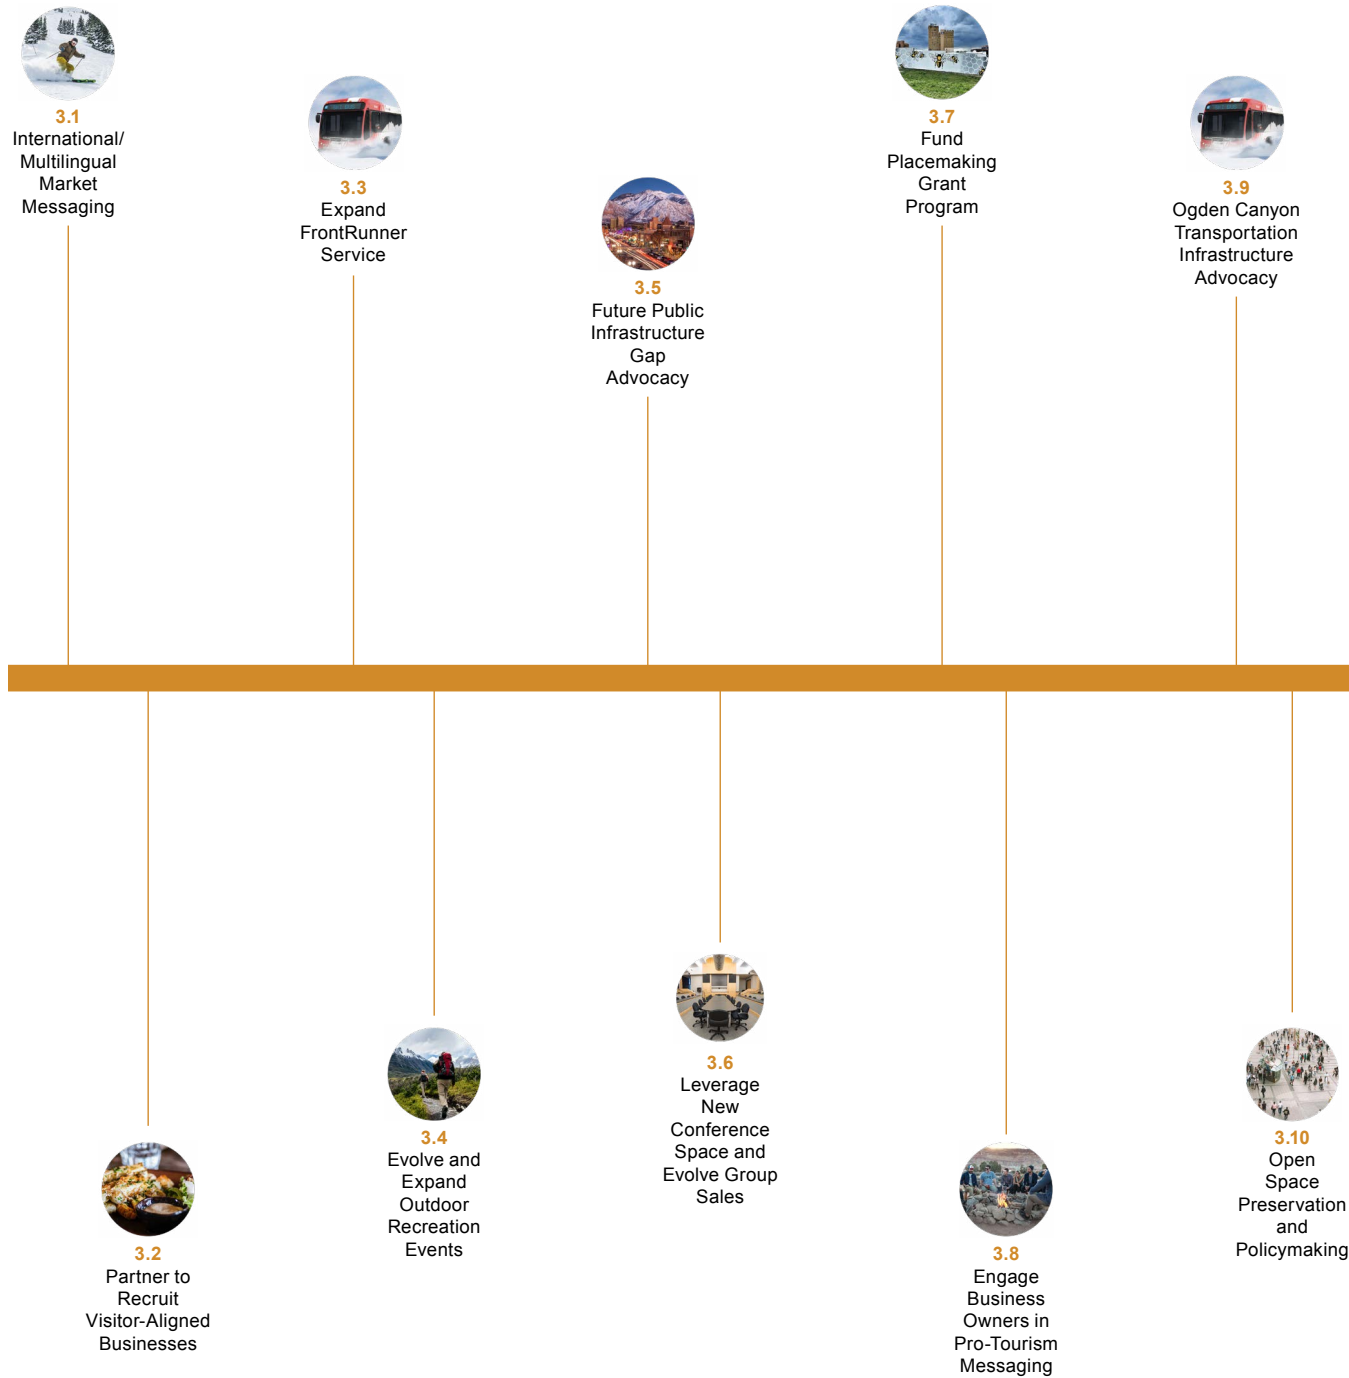 3.1
International/
Multilingual
Market
Messaging
3.3
Expand
FrontRunner
Service
3.5
Future Public
Infrastructure
Gap
Advocacy
3.7
Fund
Placemaking
Grant
Program
3.9
Ogden Canyon
Transportation
Infrastructure
Advocacy
3.2
Partner to
Recruit
Visitor-Aligned
Businesses
3.4
Evolve and
Expand
Outdoor
Recreation
Events
3.6
Leverage
New
Conference
Space and
Evolve Group
Sales
3.8
Engage
Business
Owners in
Pro-Tourism
Messaging
3.10
Open
Space
Preservation
and
Policymaking